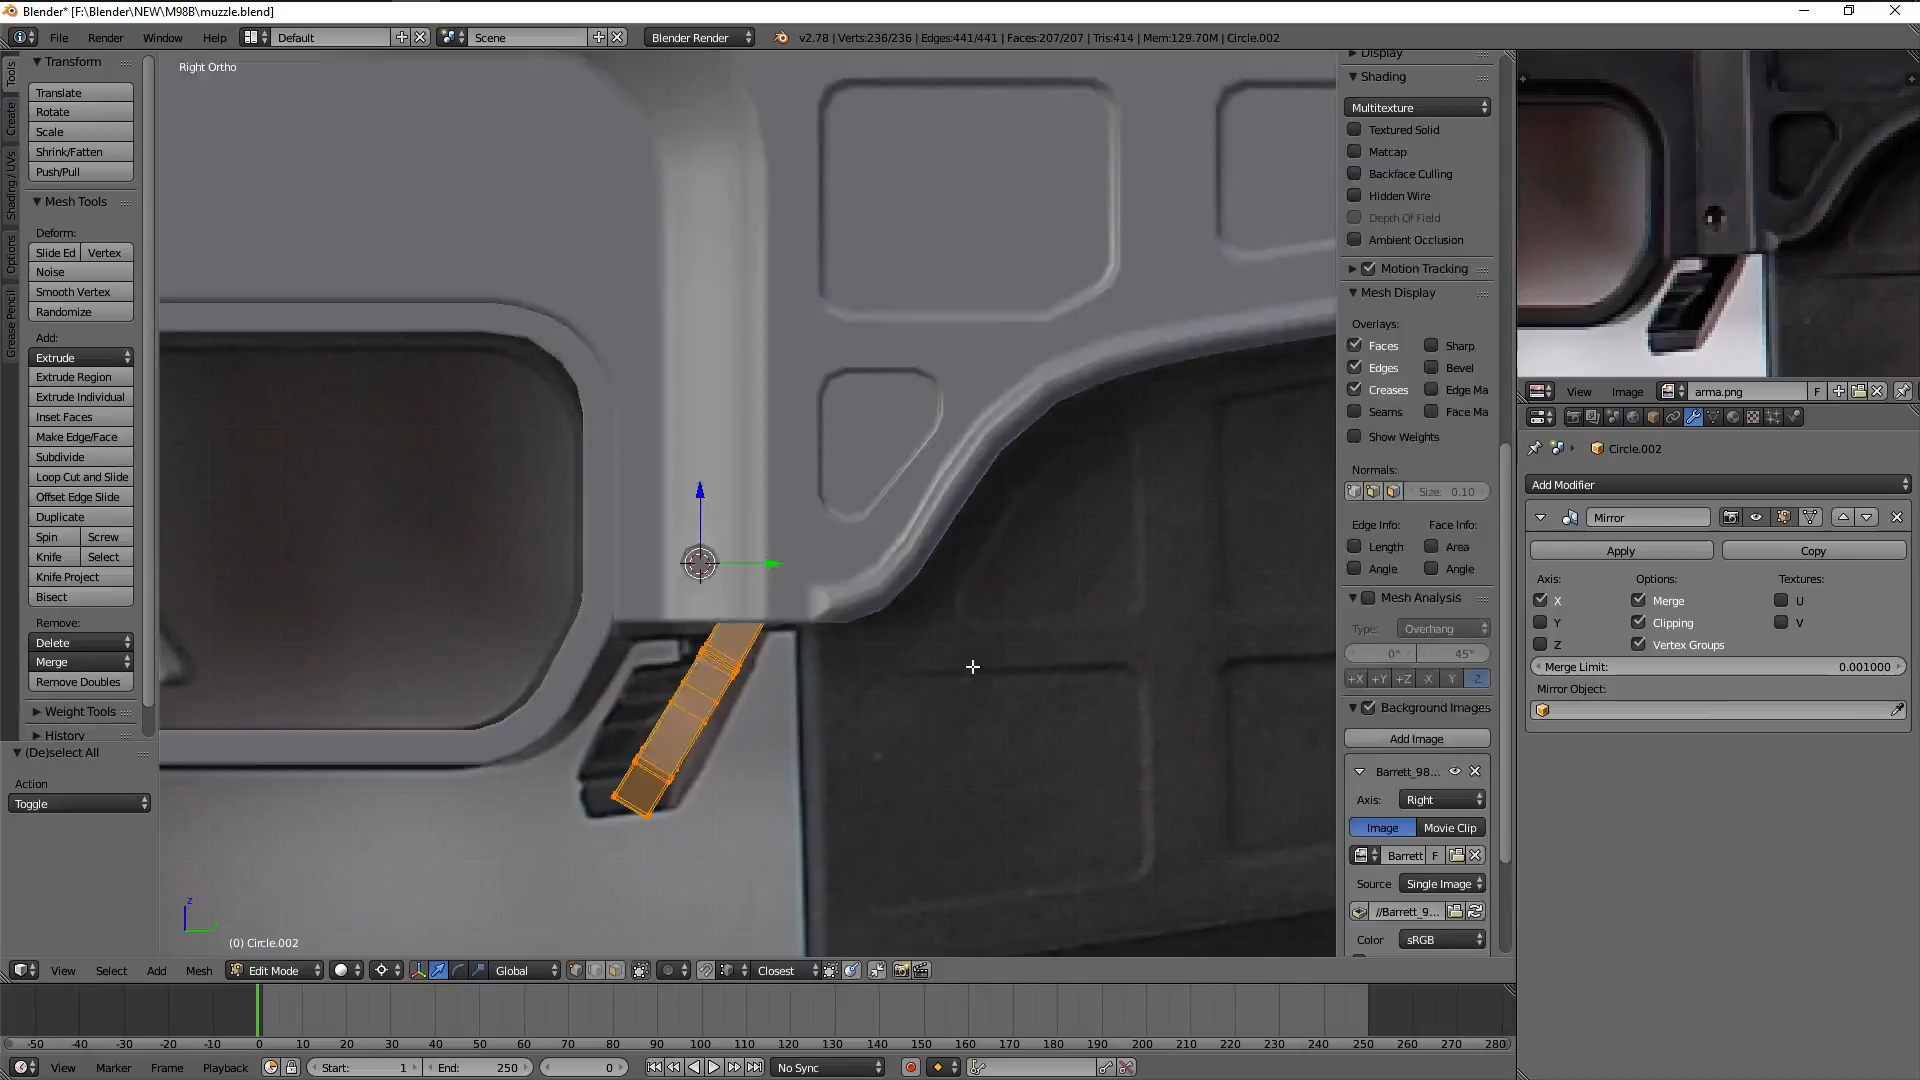 Blender* [F:\Blender\NEW\M98B\muzzle.blend]
File Render Window Help Default Scene Blender Render v2.78 | Verts:236/236 | Edges:441/441 | Faces:207/207 | Tris:414 | Mem:129.70M | Circle.002
Tools
Create
Shading / UVs
Options
Grease Pencil
Transform
Translate
Rotate
Scale
Shrink/Fatten
Push/Pull
Mesh Tools
Deform:
Slide Ed Vertex
Noise
Smooth Vertex
Randomize
Add:
Extrude
Extrude Region
Extrude Individual
Inset Faces
Make Edge/Face
Subdivide
Loop Cut and Slide
Offset Edge Slide
Duplicate
Spin Screw
Knife Select
Knife Project
Bisect
Remove:
Delete
Merge
Remove Doubles
Weight Tools
History
(De)select All
Action
Toggle
Right Ortho
z
(0) Circle.002
Display
Shading
Multitexture
Textured Solid
Matcap
Backface Culling
Hidden Wire
Depth Of Field
Ambient Occlusion
Motion Tracking
Mesh Display
Overlays:
Faces Sharp
Edges Bevel
Creases Edge Ma
Seams Face Ma
Show Weights
Normals:
Size: 0.10
Edge Info: Face Info:
Length Area
Angle Angle
Mesh Analysis
Type: Overhang
0° 45°
+X +Y +Z -X Y -Z
Background Images
Add Image
Barrett_98...
Axis: Right
Image Movie Clip
Barrett F
Source Single Image
//Barrett_9...
Color sRGB
View Image arma.png F
Circle.002
Add Modifier
Mirror
Apply Copy
Axis: Options: Textures:
X Merge U
Y Clipping V
Z Vertex Groups
Merge Limit: 0.001000
Mirror Object:
View Select Add Mesh Edit Mode Global Closest
-50 -40 -30 -20 -10 0 10 20 30 40 50 60 70 80 90 100 110 120 130 140 150 160 170 180 190 200 210 220 230 240 250 260 270 280
View Marker Frame Playback Start: 1 End: 250 0 No Sync